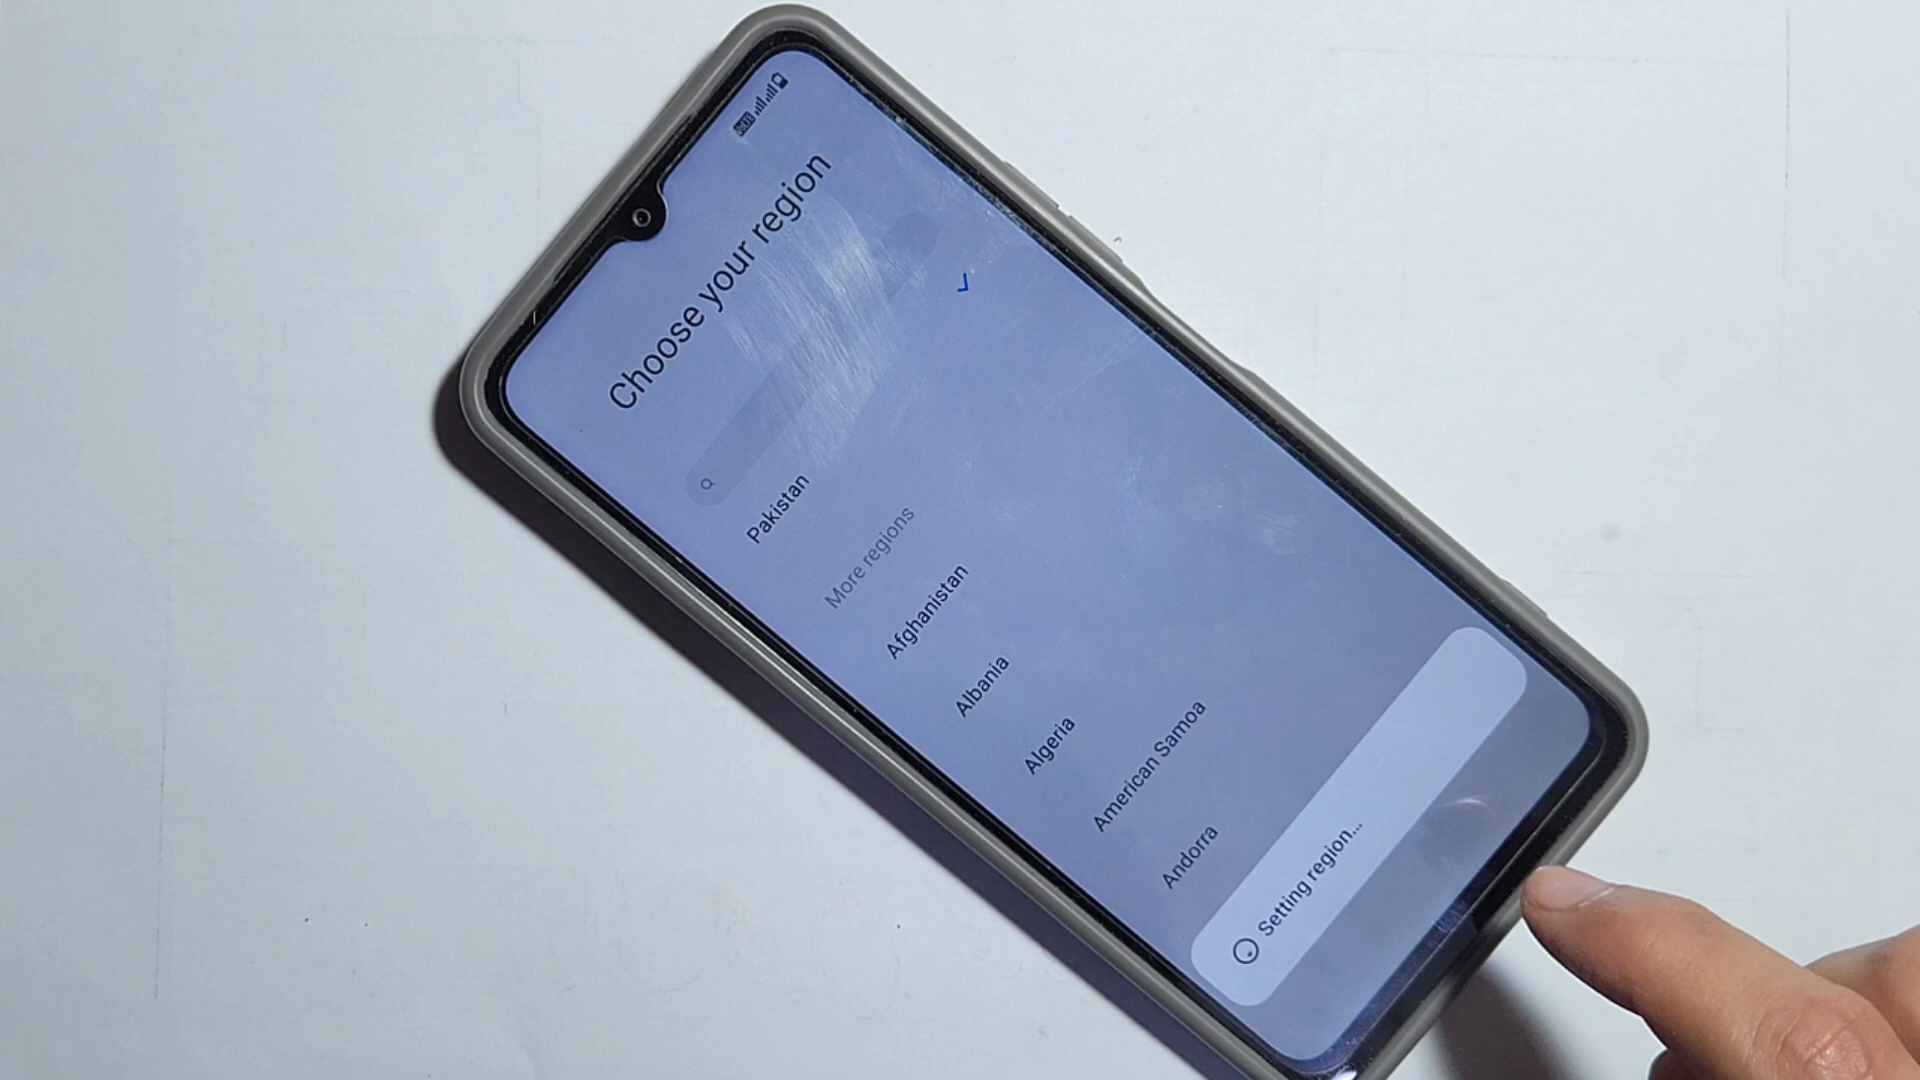 Choose your region
Pakistan
More regions
Afghanistan
Albania
Algeria
American Samoa
Andorra
Setting region...